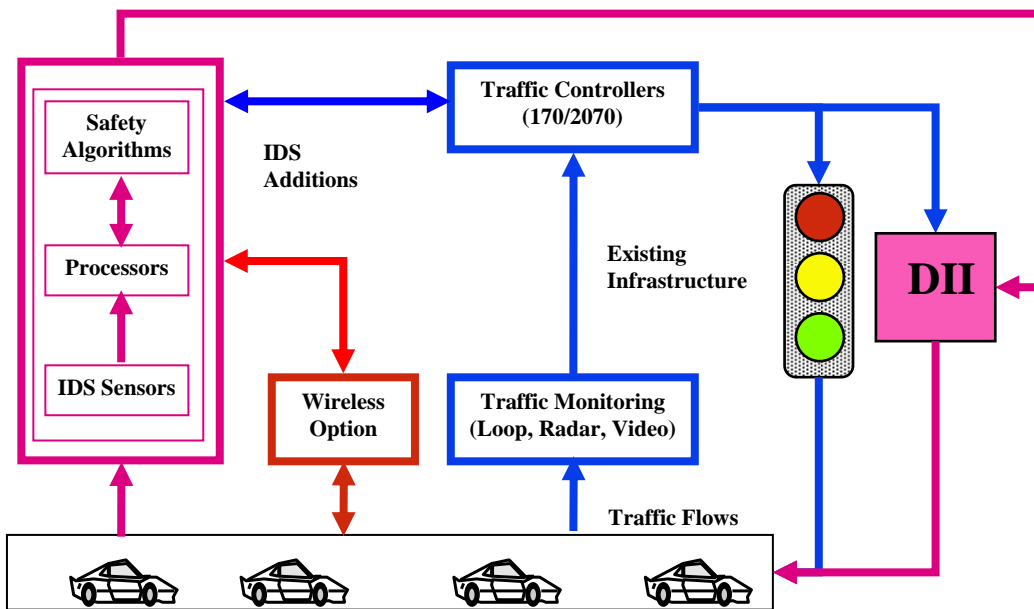 Safety
Algorithms
Processors
IDS Sensors
IDS
Additions
Wireless
Option
Traffic Controllers
(170/2070)
Existing
Infrastructure
Traffic Monitoring
(Loop, Radar, Video)
DII
Traffic Flows